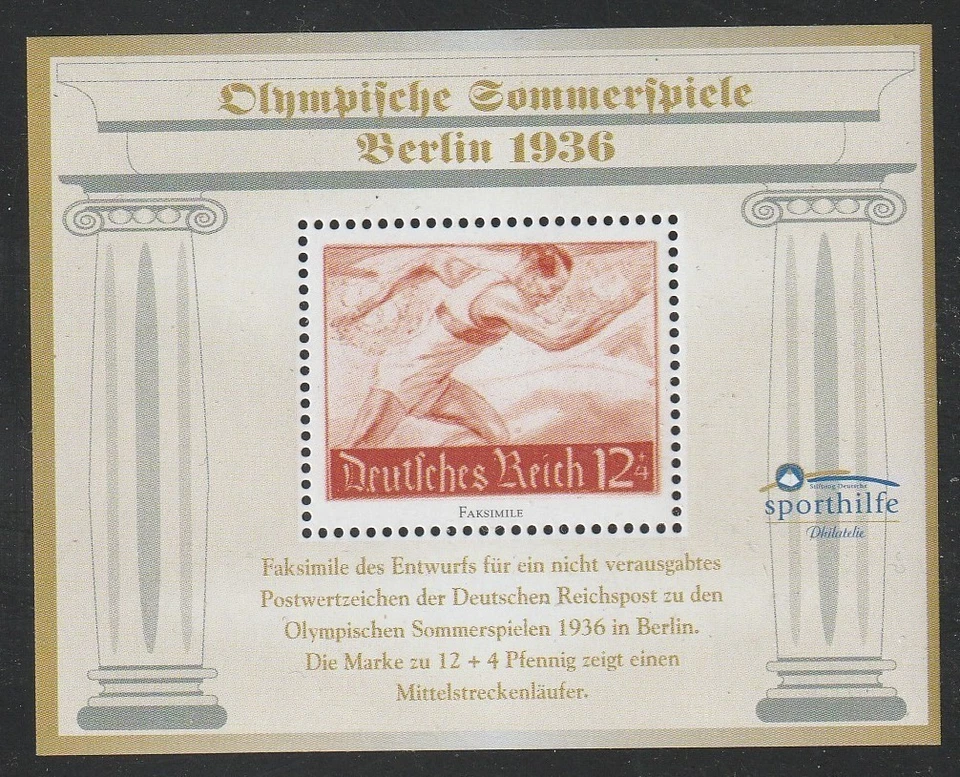 Olympische Sommerspiele
Berlin 1936
Deutsches Reich 12+4
FAKSIMILE
Stiftung Deutsche
sporthilfe
Philatelie
Faksimile des Entwurfs für ein nicht verausgabtes
Postwertzeichen der Deutschen Reichspost zu den
Olympischen Sommerspielen 1936 in Berlin.
Die Marke zu 12 + 4 Pfennig zeigt einen
Mittelstreckenläufer.